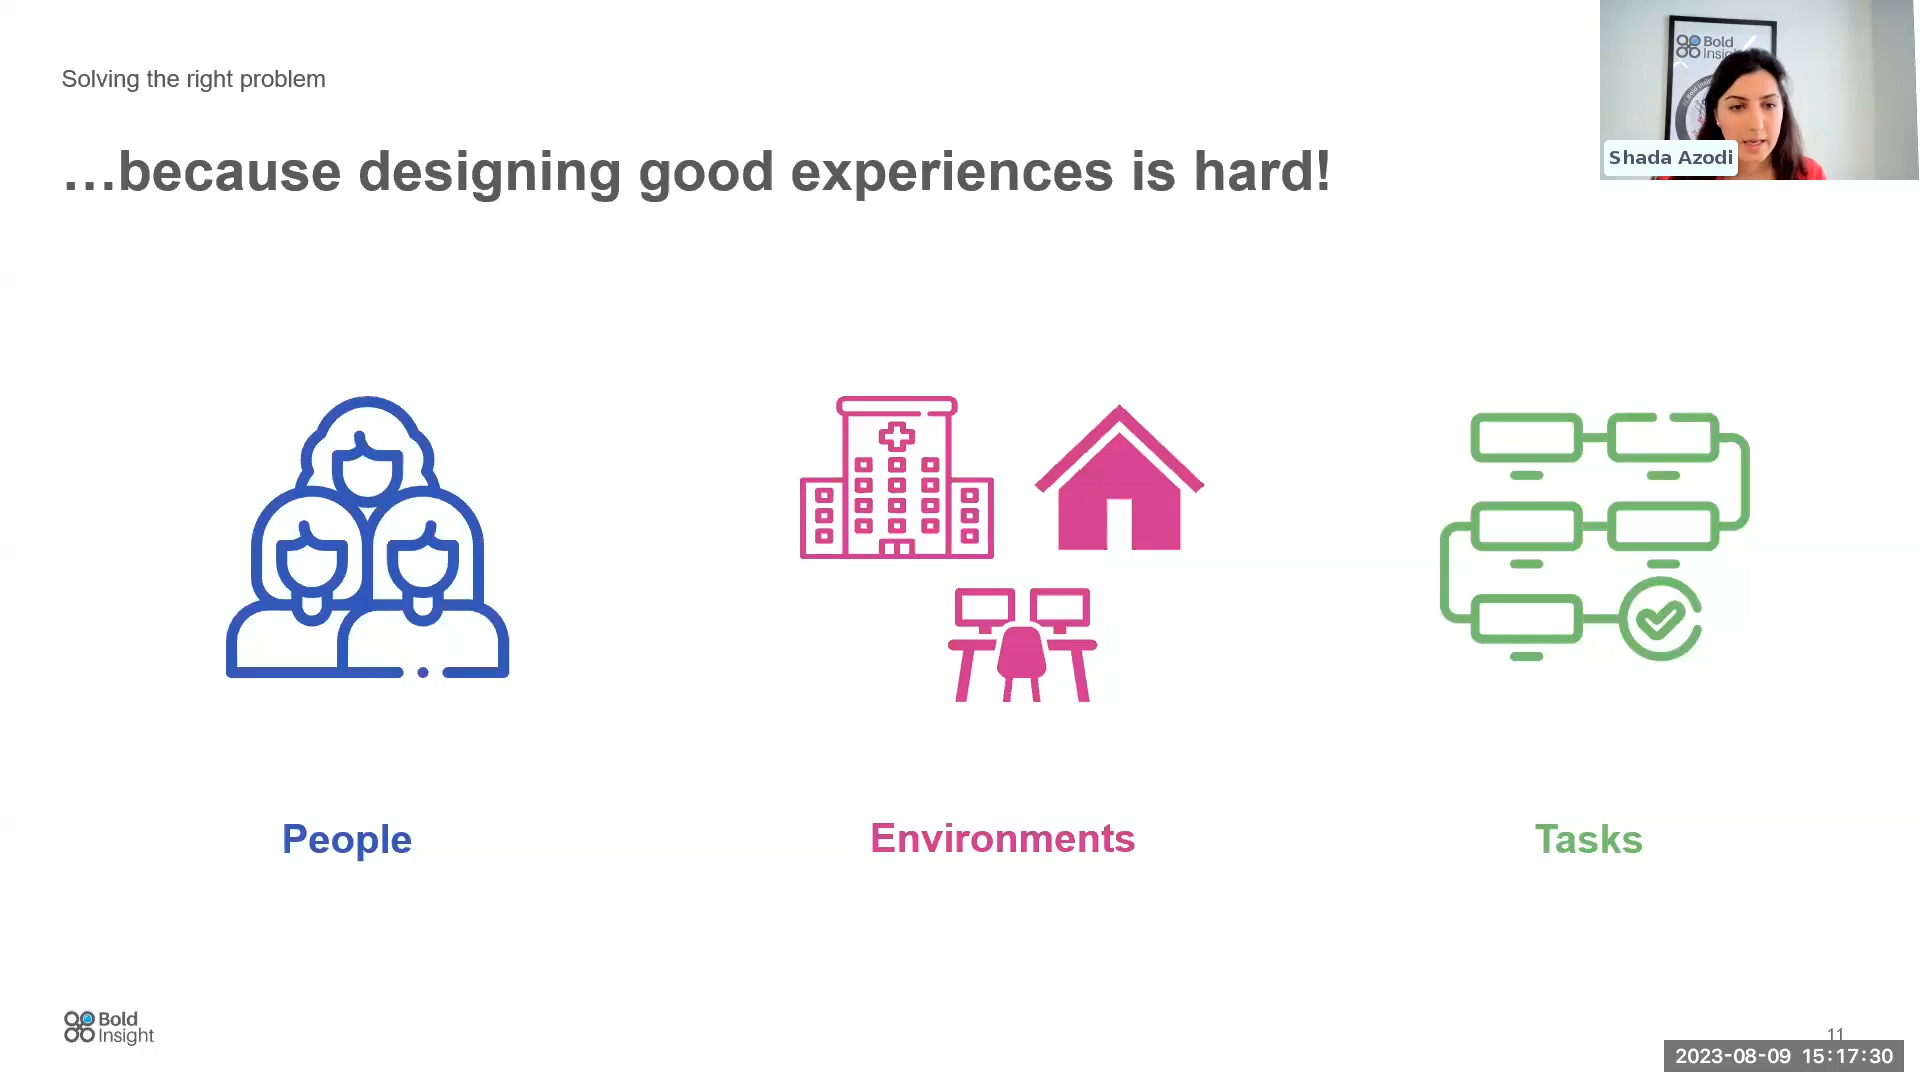 Solving the right problem
…because designing good experiences is hard!
Bold
Shada Azodi
People
Environments
Tasks
Bold
Insight
11
2023-08-09 15:17:30